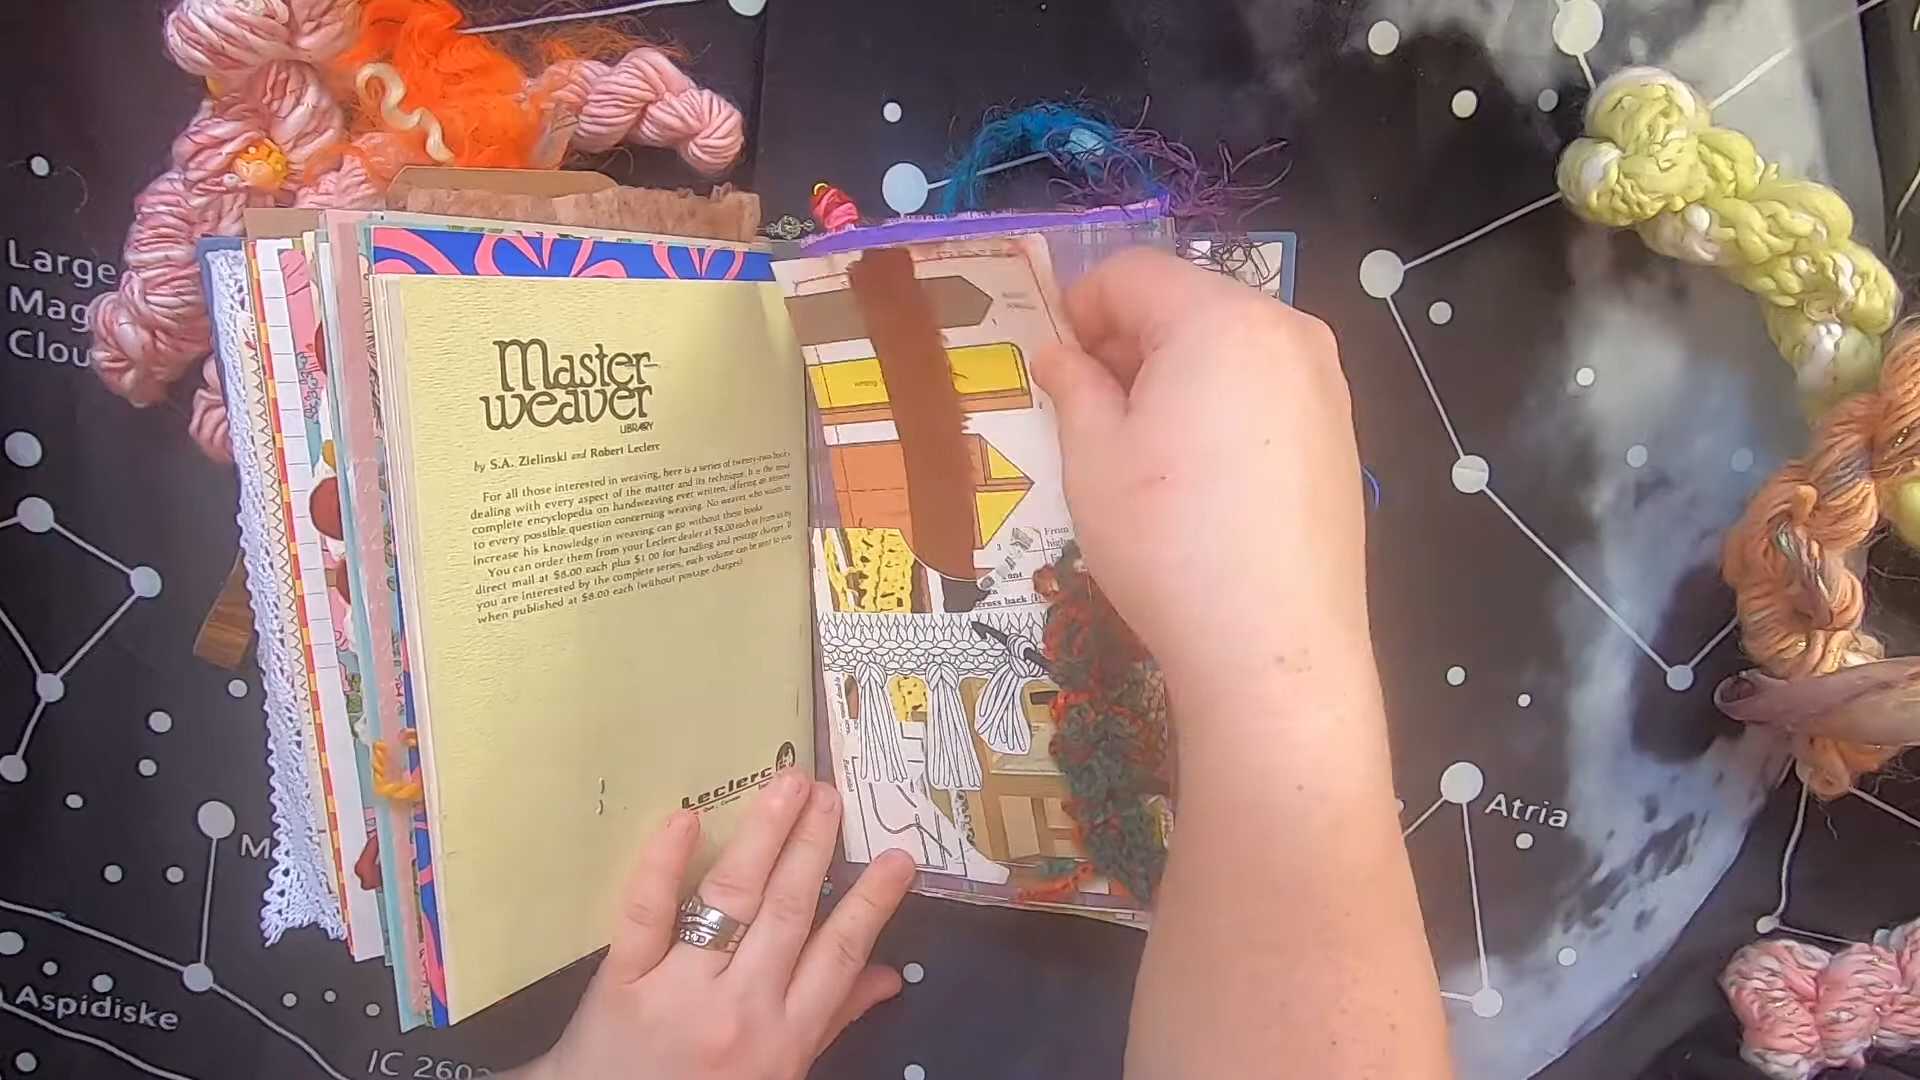 Large
Mag
Clou
Master-
weaver
LIBRARY
by S.A. Zielinski and Robert Leclerc
For all those interested in weaving, here is a series of twenty-two books
dealing with every aspect of the matter and its technique. It is the most
complete encyclopedia on handweaving ever written, offering an answer
to every possible question concerning weaving. No weaver who wants to
increase his knowledge in weaving can go without these books.
You can order them from your Leclerc dealer at $8.00 each or from us by
direct mail at $8.00 each plus $1.00 for handling and postage charges. If
you are interested by the complete series, each volume can be sent to you
when published at $8.00 each (without postage charges)
Leclerc
wrong
From
high
cross back (
M
Atria
Aspidiske
IC 260